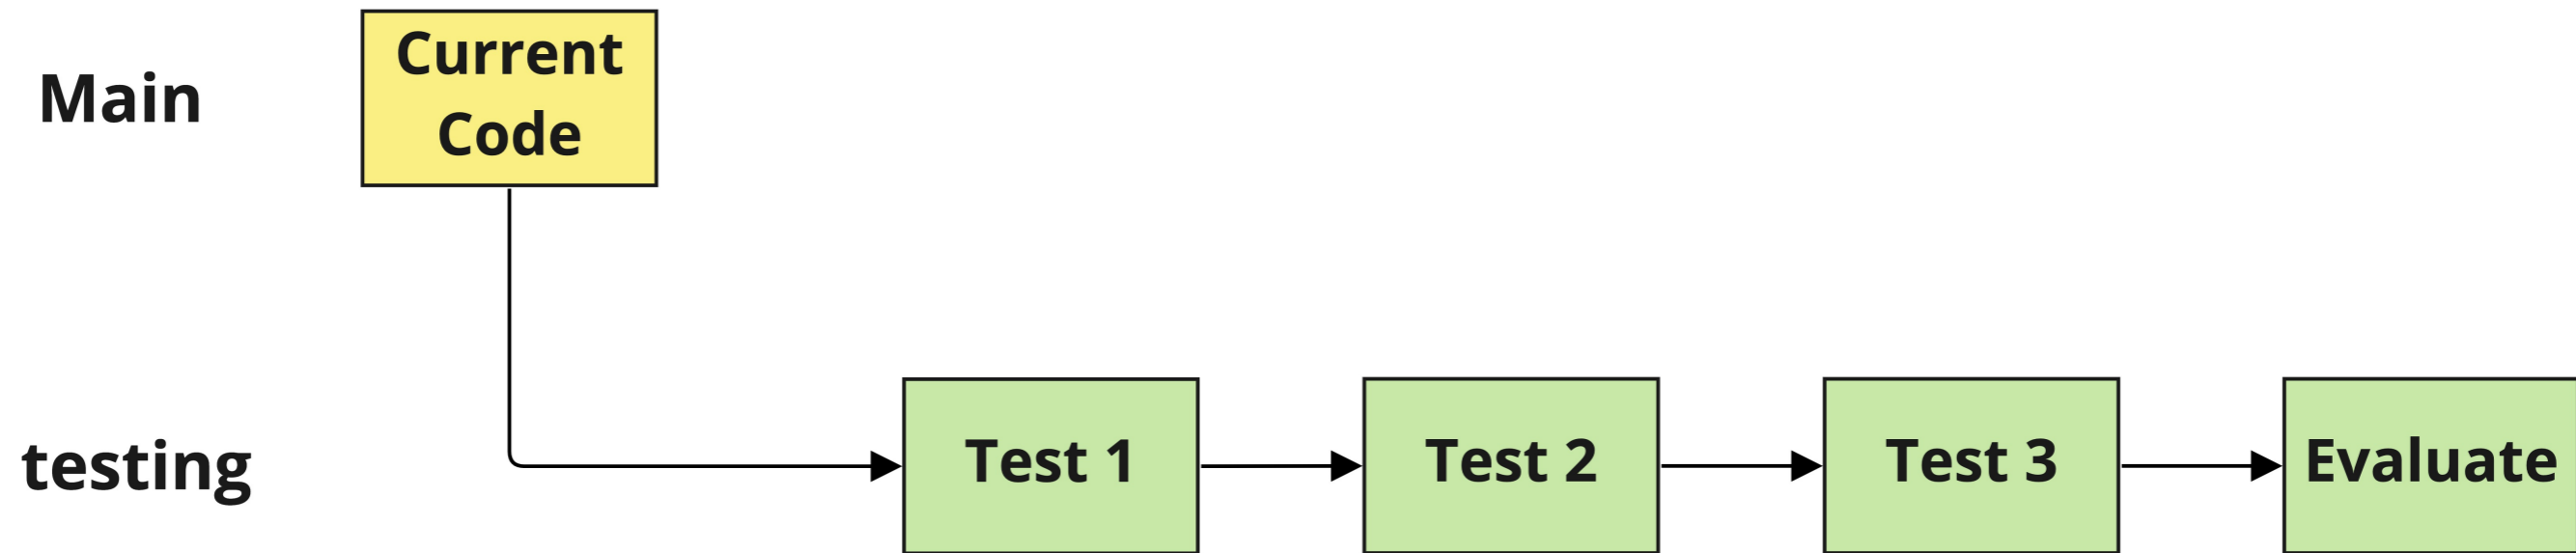 Main
Current
Code
testing
Test 1
Test 2
Test 3
Evaluate